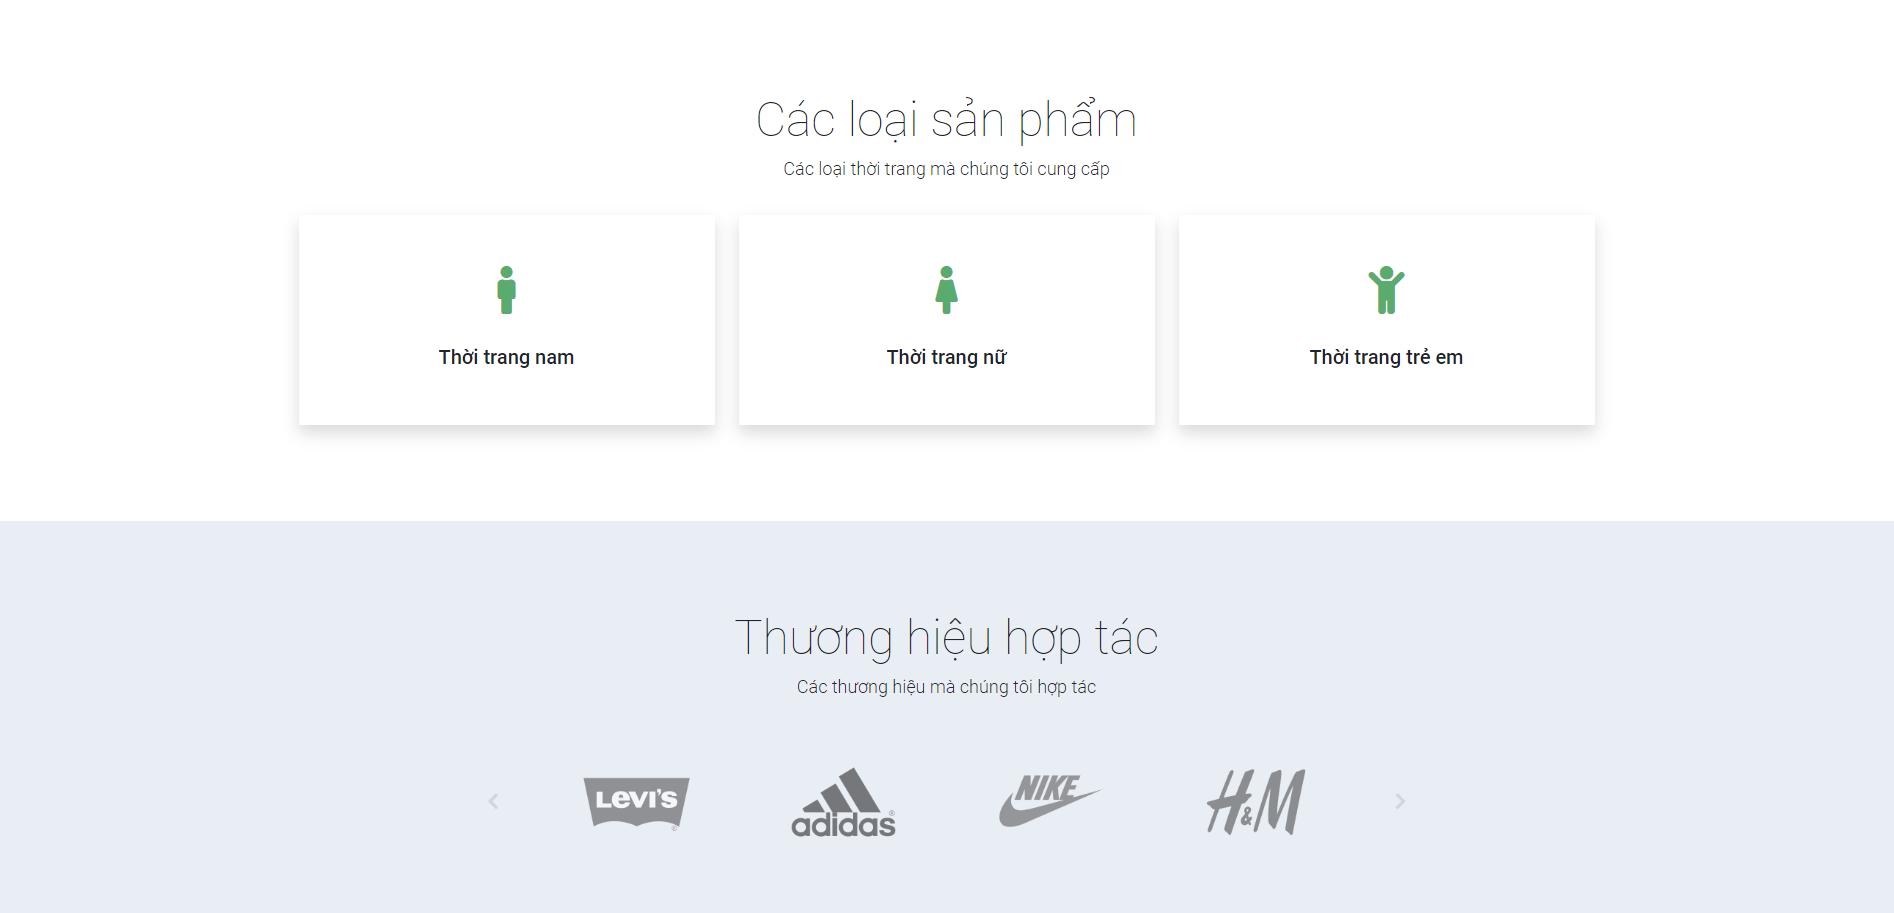 Các loại sản phẩm
Các loại thời trang mà chúng tôi cung cấp
Thời trang nam
Thời trang nữ
Thời trang trẻ em
Thương hiệu hợp tác
Các thương hiệu mà chúng tôi hợp tác
LEVI'S ®
adidas ®
NIKE
H&M